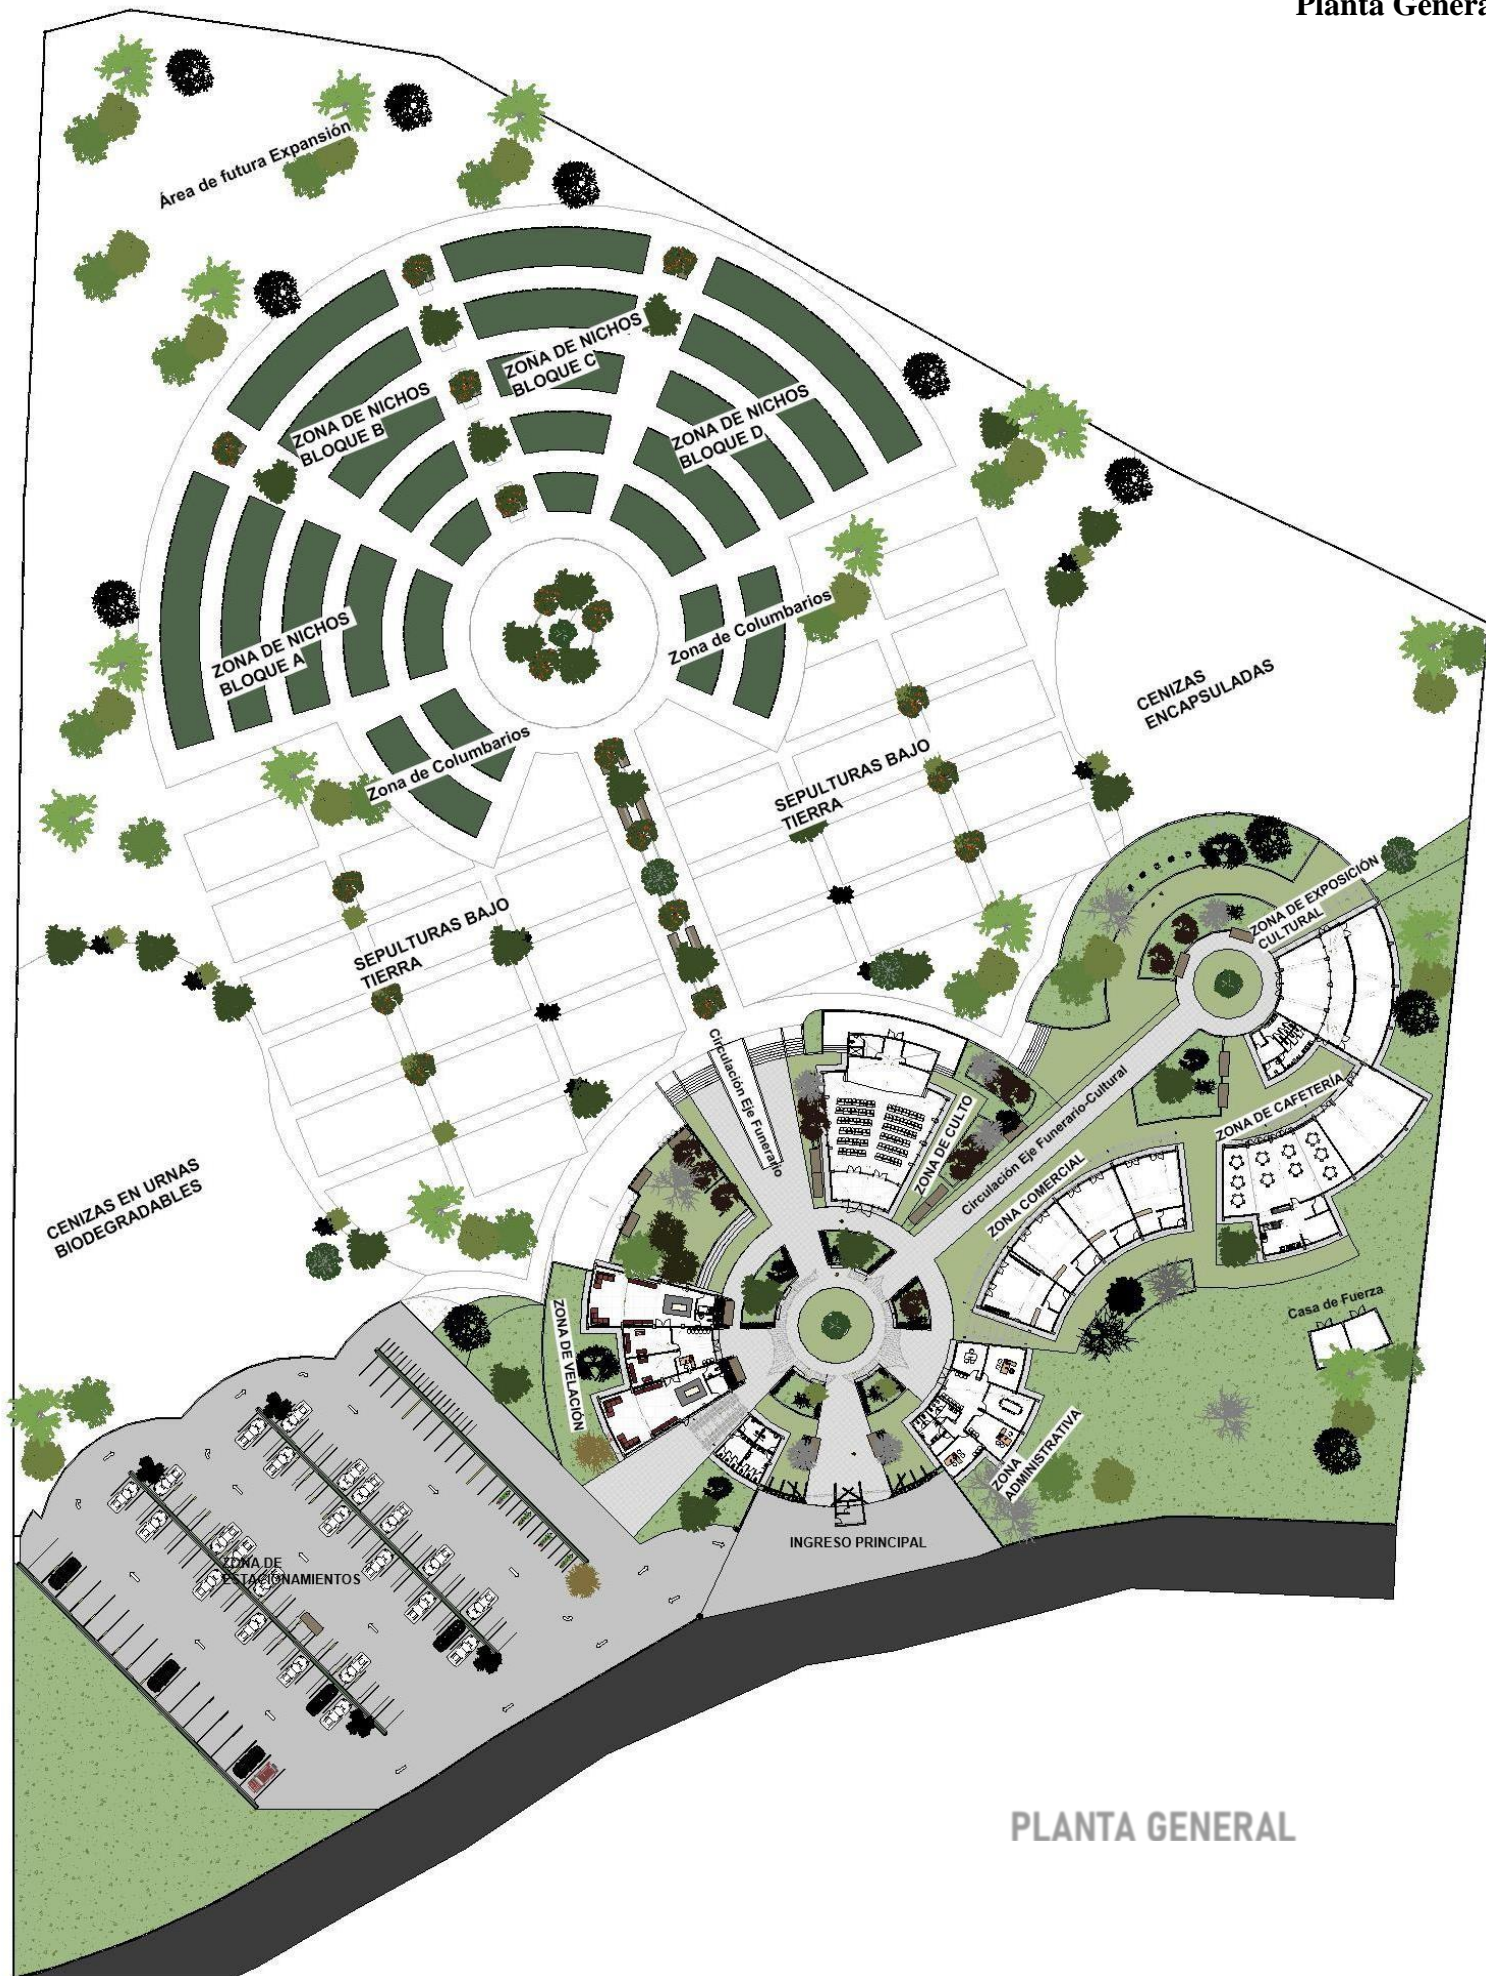 Planta Genera
Área de futura Expansión
ZONA DE NICHOS
BLOQUE C
ZONA DE NICHOS
BLOQUE B
ZONA DE NICHOS
BLOQUE D
ZONA DE NICHOS
BLOQUE A
Zona de Columbarios
Zona de Columbarios
CENIZAS
ENCAPSULADAS
SEPULTURAS BAJO
TIERRA
SEPULTURAS BAJO
TIERRA
ZONA DE EXPOSICIÓN
CULTURAL
Circulación Eje Funerario
ZONA DE CULTO
Circulación Eje Funerario-Cultural
ZONA DE CAFETERÍA
ZONA COMERCIAL
CENIZAS EN URNAS
BIODEGRADABLES
Casa de Fuerza
ZONA DE VELACIÓN
ZONA
ADMINISTRATIVA
INGRESO PRINCIPAL
ZONA DE
ESTACIONAMIENTOS
PLANTA GENERAL